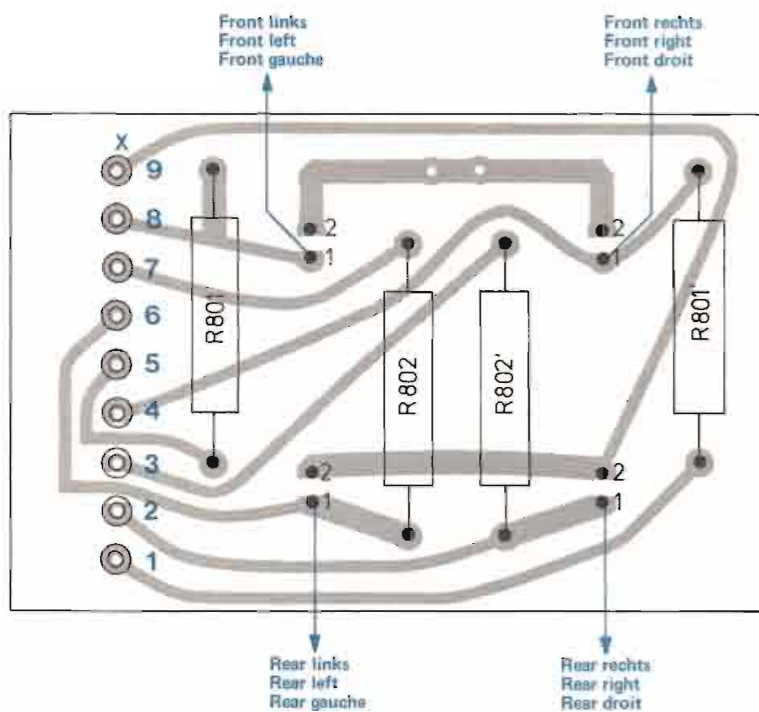 Front links
Front left
Front gauche
Front rechts
Front right
Front droit
X
9
8
7
6
5
4
3
2
1
2
1
2
1
R801
R802
R802'
R801'
2
1
2
1
Rear links
Rear left
Rear gauche
Rear rechts
Rear right
Rear droit